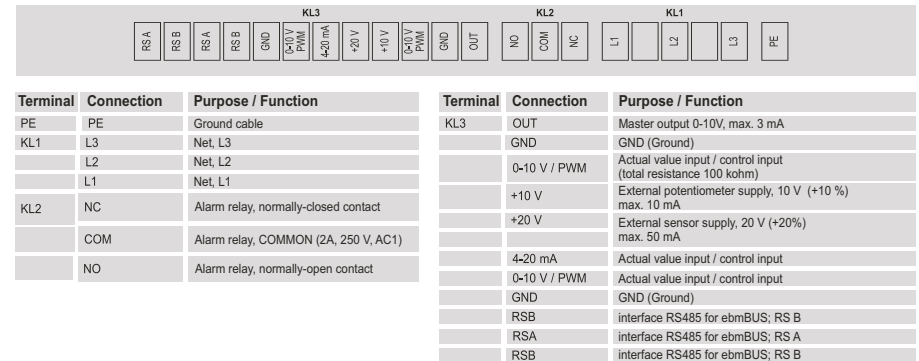 KL3 KL2 KL1
RS A RS B RS A RS B GND 0-10 V PWM 4-20 mA +20 V +10 V 0-10 V PWM GND OUT NO COM NC L1 L2 L3 PE
Terminal Connection Purpose / Function
PE PE Ground cable
KL1 L3 Net, L3
L2 Net, L2
L1 Net, L1
KL2 NC Alarm relay, normally-closed contact
COM Alarm relay, COMMON (2A, 250 V, AC1)
NO Alarm relay, normally-open contact
Terminal Connection Purpose / Function
KL3 OUT Master output 0-10V, max. 3 mA
GND GND (Ground)
0-10 V / PWM Actual value input / control input
(total resistance 100 kohm)
+10 V External potentiometer supply, 10 V (+10 %)
max. 10 mA
+20 V External sensor supply, 20 V (+20%)
max. 50 mA
4-20 mA Actual value input / control input
0-10 V / PWM Actual value input / control input
GND GND (Ground)
RSB interface RS485 for ebmBUS; RS B
RSA interface RS485 for ebmBUS; RS A
RSB interface RS485 for ebmBUS; RS B